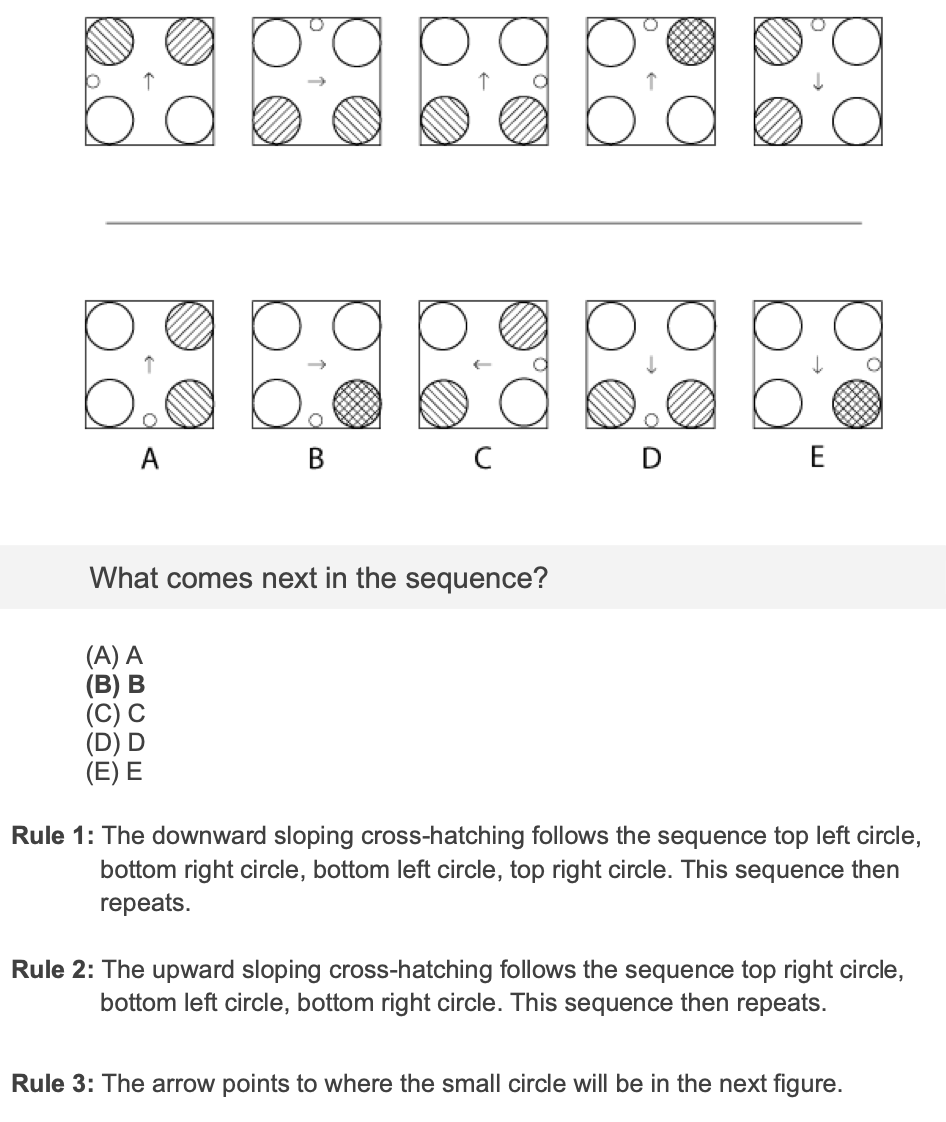 A B C D E
What comes next in the sequence?
(A) A
(B) B
(C) C
(D) D
(E) E
Rule 1: The downward sloping cross-hatching follows the sequence top left circle,
bottom right circle, bottom left circle, top right circle. This sequence then
repeats.
Rule 2: The upward sloping cross-hatching follows the sequence top right circle,
bottom left circle, bottom right circle. This sequence then repeats.
Rule 3: The arrow points to where the small circle will be in the next figure.